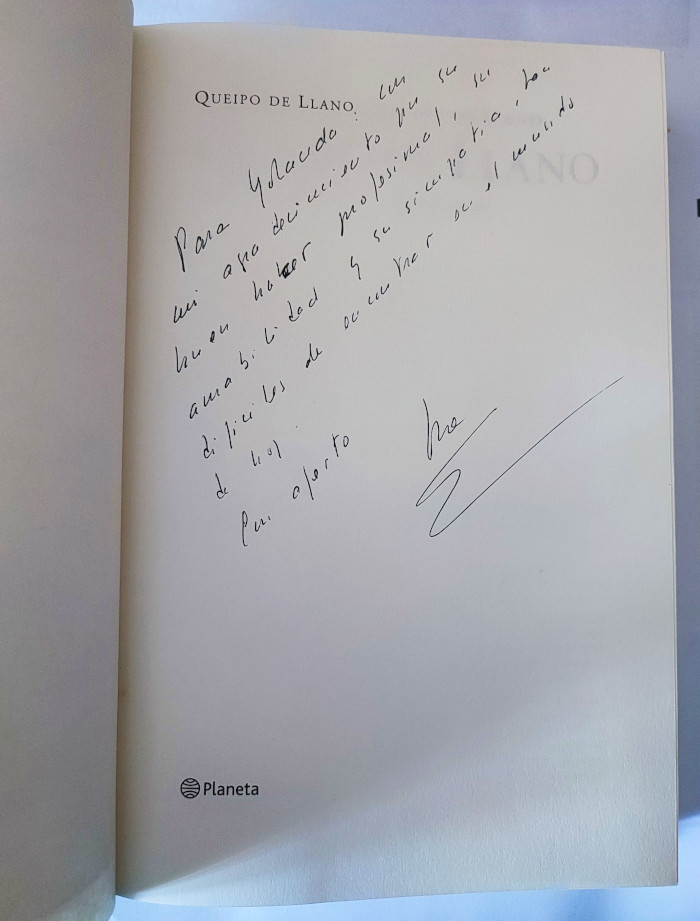 QUEIPO DE LLANO
Para Yolanda: con
mi agradecimiento por su
buen hacer profesional, su
amabilidad y su simpatía, tan
difíciles de encontrar en el mundo
de hoy.
Con afecto
LLANO
Planeta